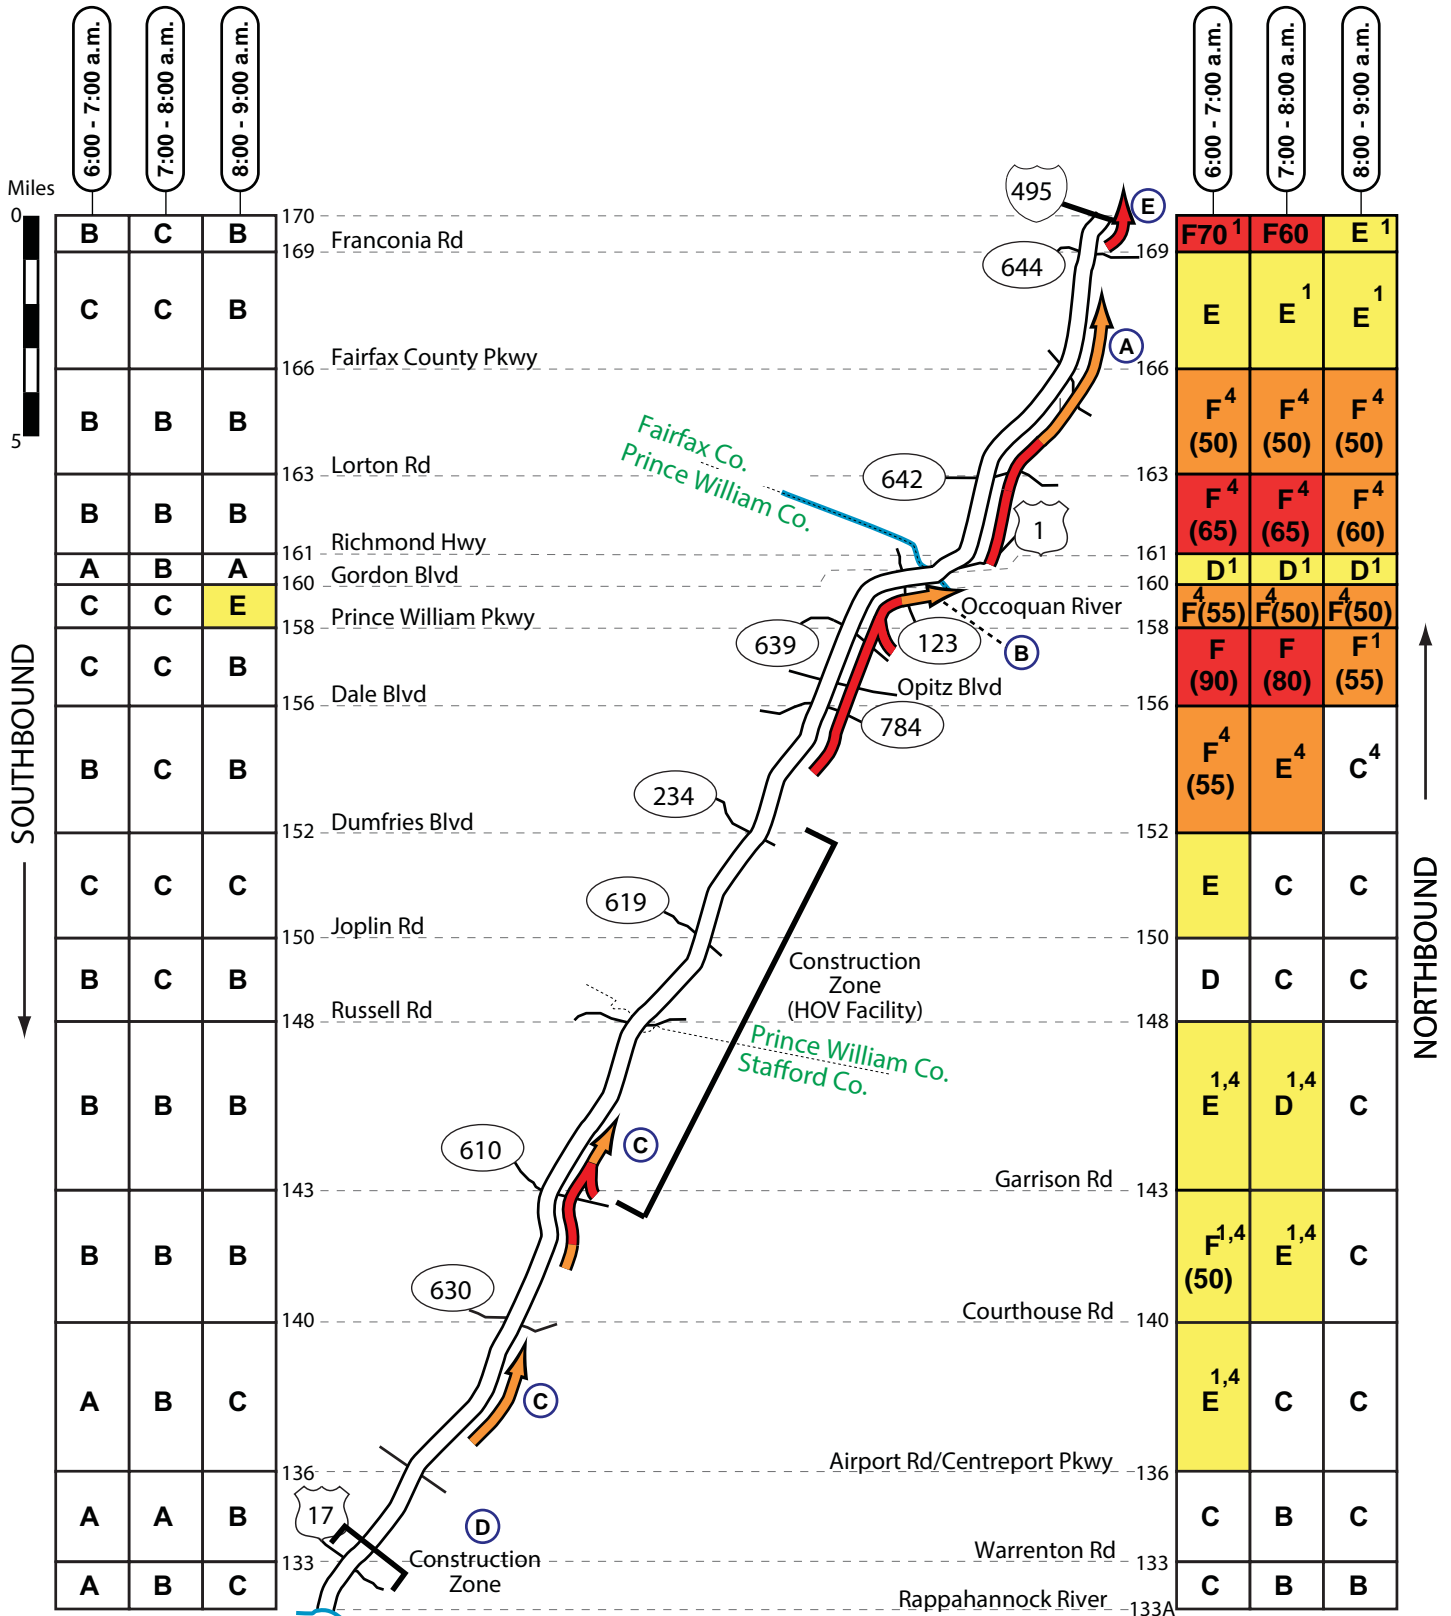 6:00 - 7:00 a.m.
7:00 - 8:00 a.m.
8:00 - 9:00 a.m.
6:00 - 7:00 a.m.
7:00 - 8:00 a.m.
8:00 - 9:00 a.m.
Miles
0
5
SOUTHBOUND
NORTHBOUND
B C B
C C B
B B B
B B B
A B A
C C E
C C B
B C B
C C C
B C B
B B B
B B B
A B C
A A B
A B C
170
Franconia Rd
169
Fairfax County Pkwy
166
Lorton Rd
163
Richmond Hwy
161
Gordon Blvd
160
Prince William Pkwy
158
Dale Blvd
156
Dumfries Blvd
152
Joplin Rd
150
Russell Rd
148
143
140
136
133
495
E
644
A
Fairfax Co.
Prince William Co.
642
1
Occoquan River
639
123
B
Opitz Blvd
784
234
619
Construction
Zone
(HOV Facility)
Prince William Co.
Stafford Co.
610
C
630
C
17
D
Construction
Zone
169
166
163
161
160
158
156
152
150
148
Garrison Rd 143
Courthouse Rd 140
Airport Rd/Centreport Pkwy 136
Warrenton Rd 133
Rappahannock River 133A
F70 1 F60 E 1
E E 1 E 1
F 4 F 4 F 4
(50) (50) (50)
F 4 F 4 F 4
(65) (65) (60)
D 1 D 1 D 1
4 4 4
F(55) F(50) F(50)
F F F 1
(90) (80) (55)
F 4 E 4 C 4
(55)
E C C
D C C
E 1,4 D 1,4 C
F 1,4 E 1,4 C
(50)
E 1,4 C C
C B C
C B B